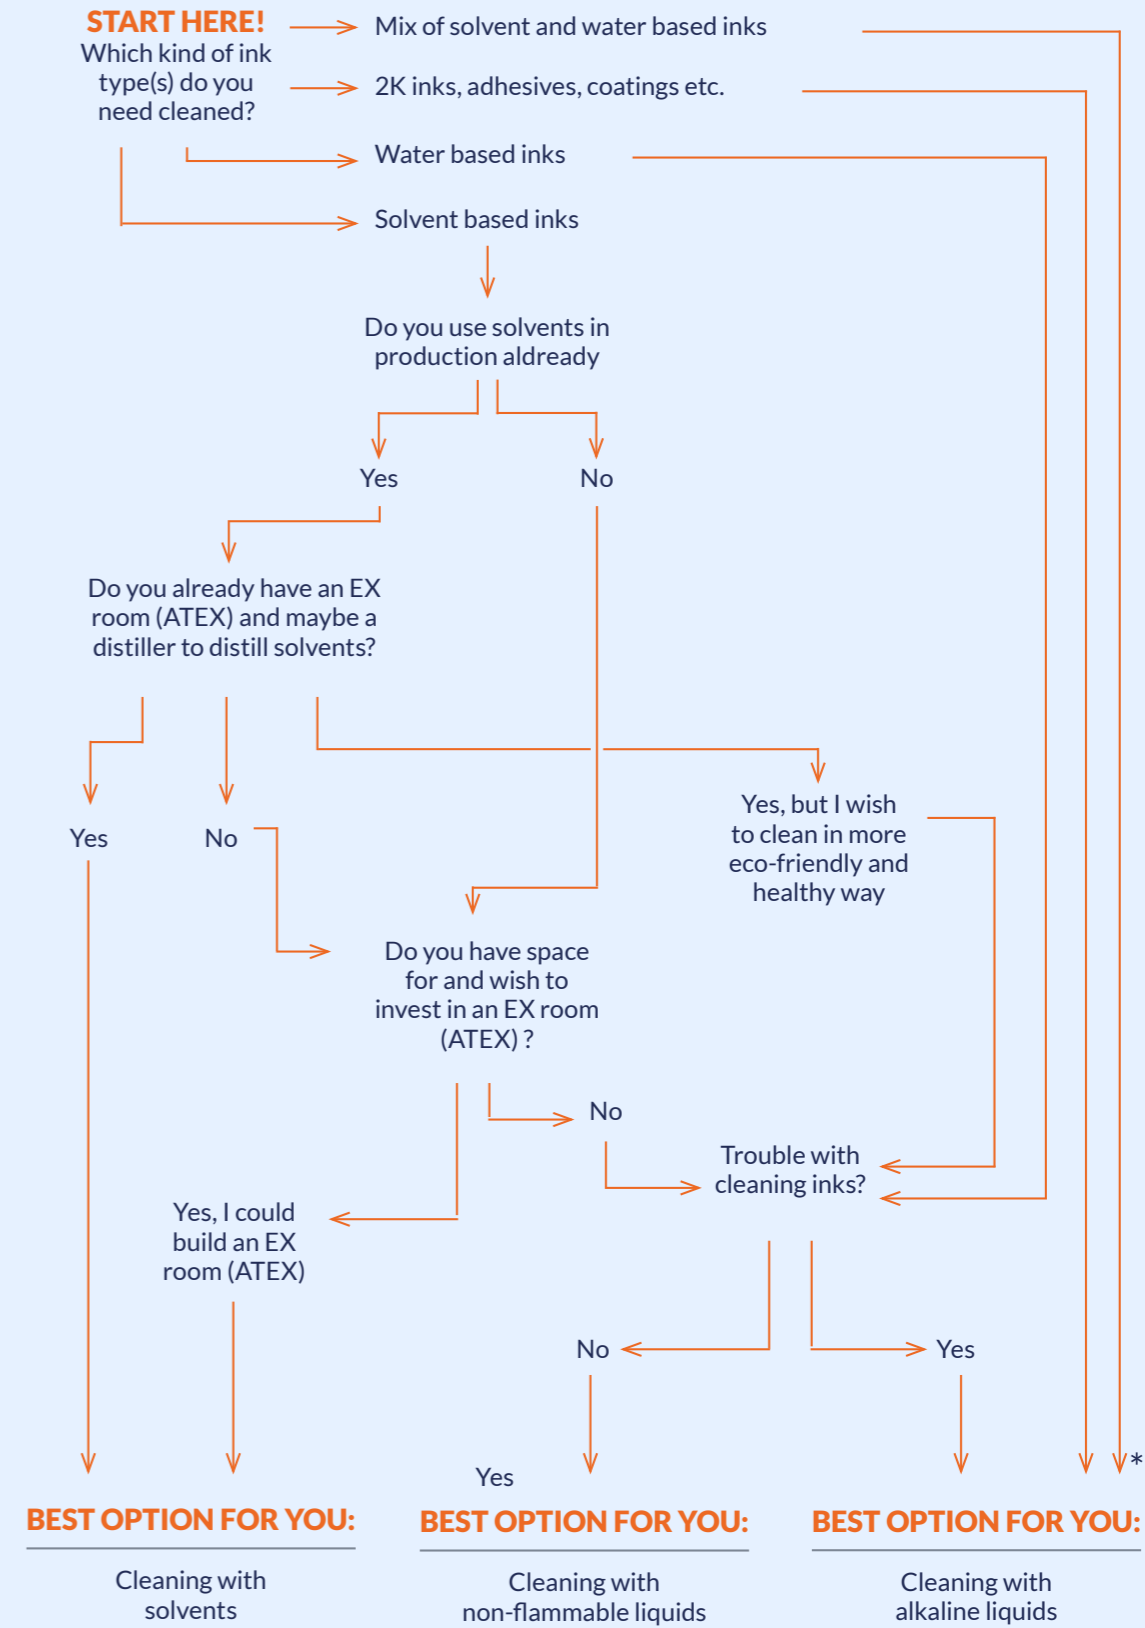 START HERE!
Which kind of ink
type(s) do you
need cleaned?
Mix of solvent and water based inks
2K inks, adhesives, coatings etc.
Water based inks
Solvent based inks
Do you use solvents in
production aldready
Yes
No
Do you already have an EX
room (ATEX) and maybe a
distiller to distill solvents?
Yes
No
Yes, but I wish
to clean in more
eco-friendly and
healthy way
Do you have space
for and wish to
invest in an EX room
(ATEX) ?
No
Trouble with
cleaning inks?
Yes, I could
build an EX
room (ATEX)
No
Yes
*
Yes
BEST OPTION FOR YOU:
Cleaning with
solvents
BEST OPTION FOR YOU:
Cleaning with
non-flammable liquids
BEST OPTION FOR YOU:
Cleaning with
alkaline liquids